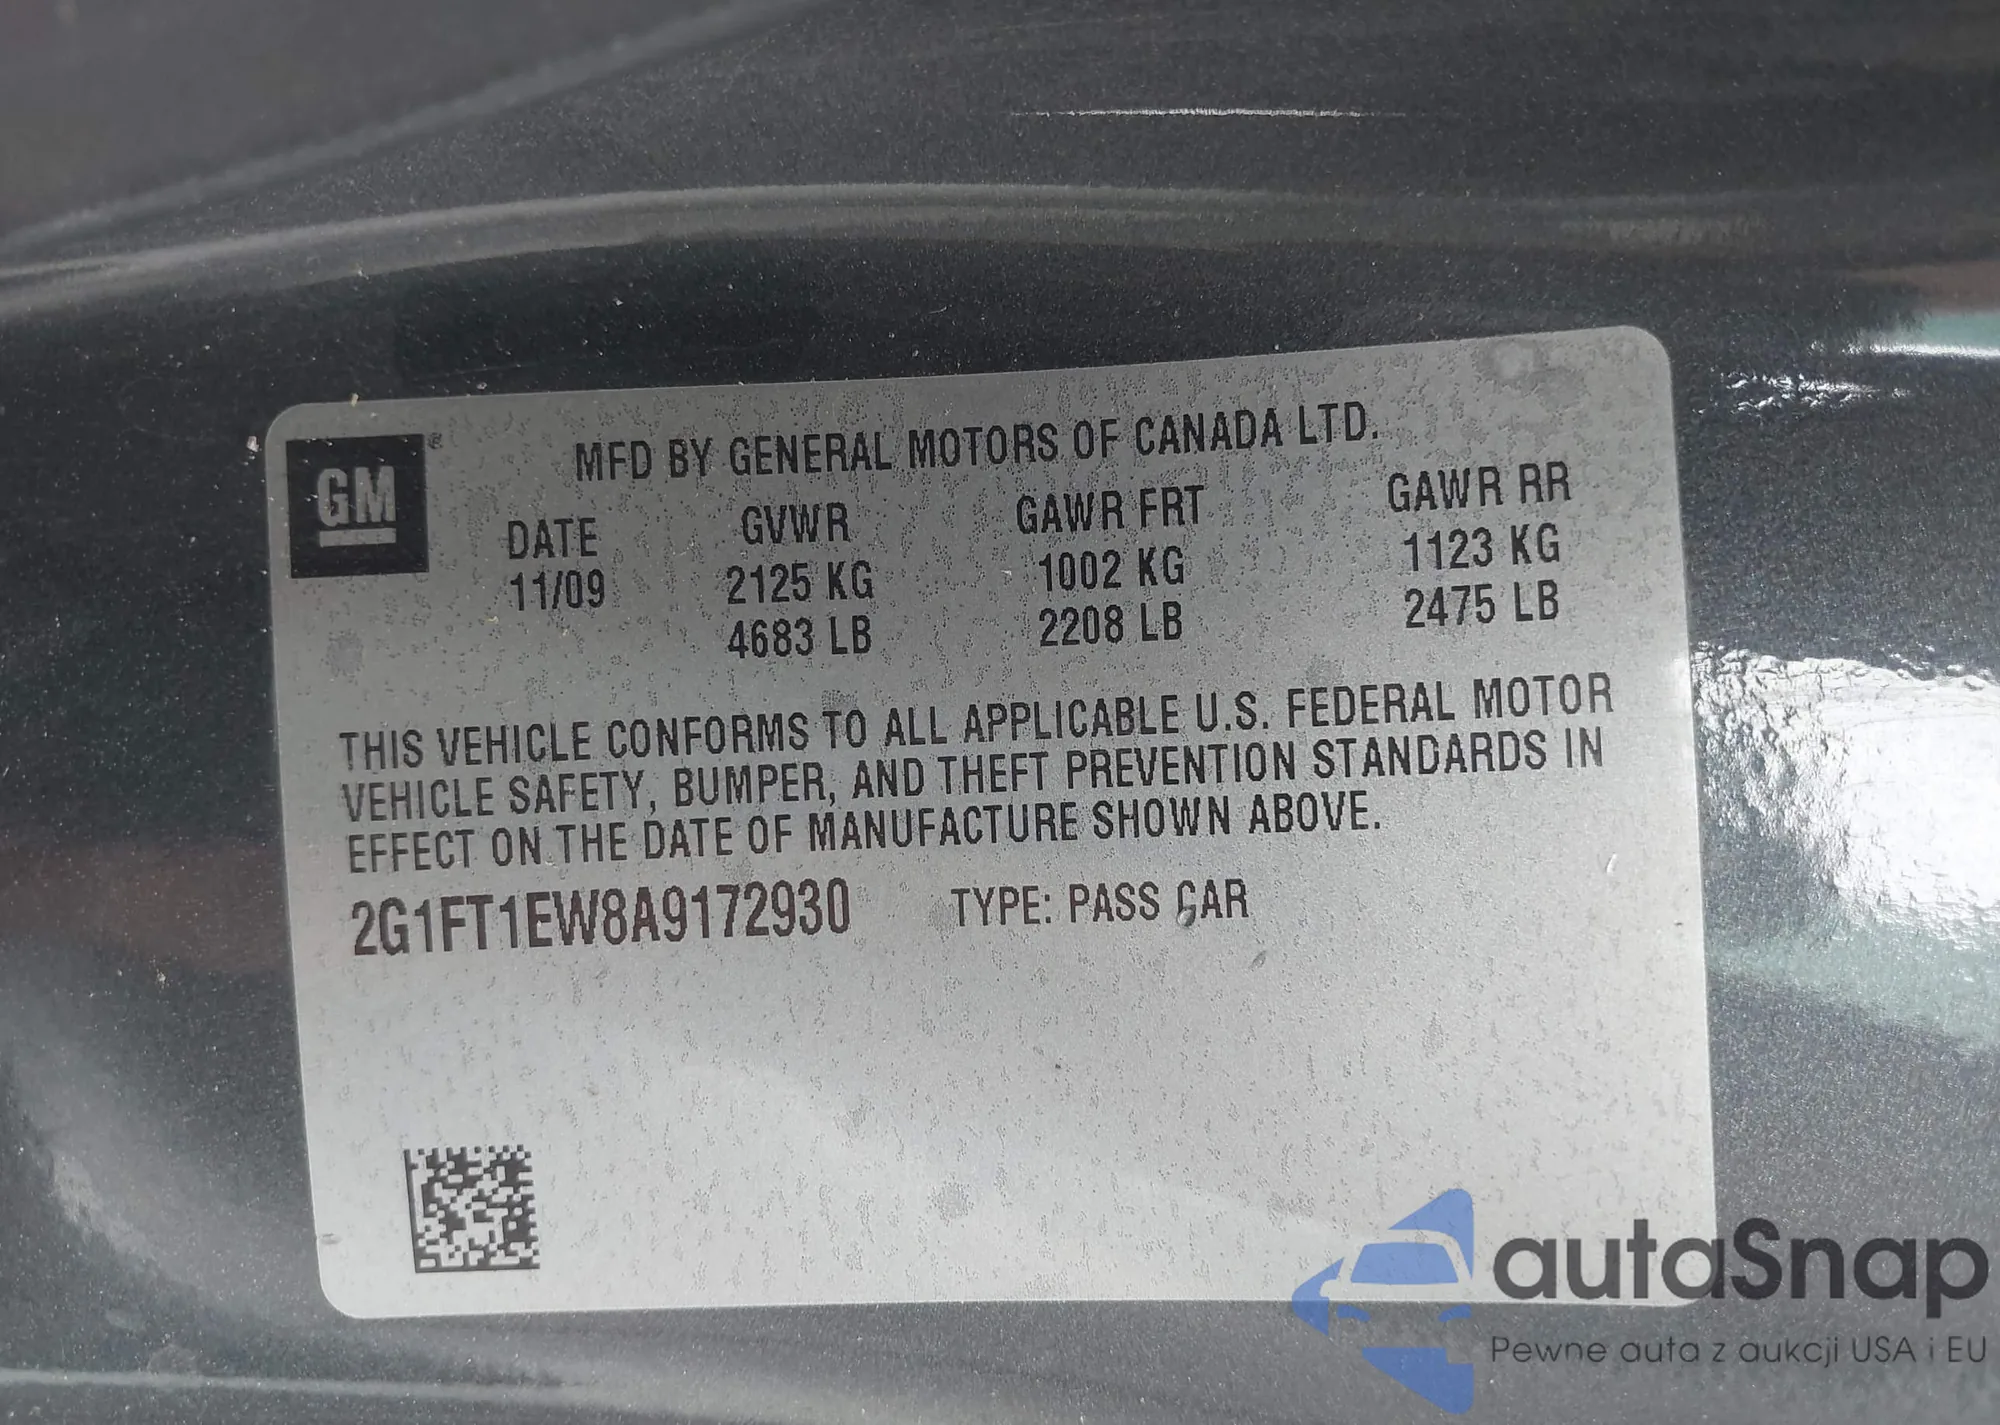 GM®
MFD BY GENERAL MOTORS OF CANADA LTD.
DATE GVWR GAWR FRT GAWR RR
11/09 2125 KG 1002 KG 1123 KG
4683 LB 2208 LB 2475 LB
THIS VEHICLE CONFORMS TO ALL APPLICABLE U.S. FEDERAL MOTOR
VEHICLE SAFETY, BUMPER, AND THEFT PREVENTION STANDARDS IN
EFFECT ON THE DATE OF MANUFACTURE SHOWN ABOVE.
2G1FT1EW8A9172930 TYPE: PASS CAR
autaSnap
Pewne auta z aukcji USA i EU